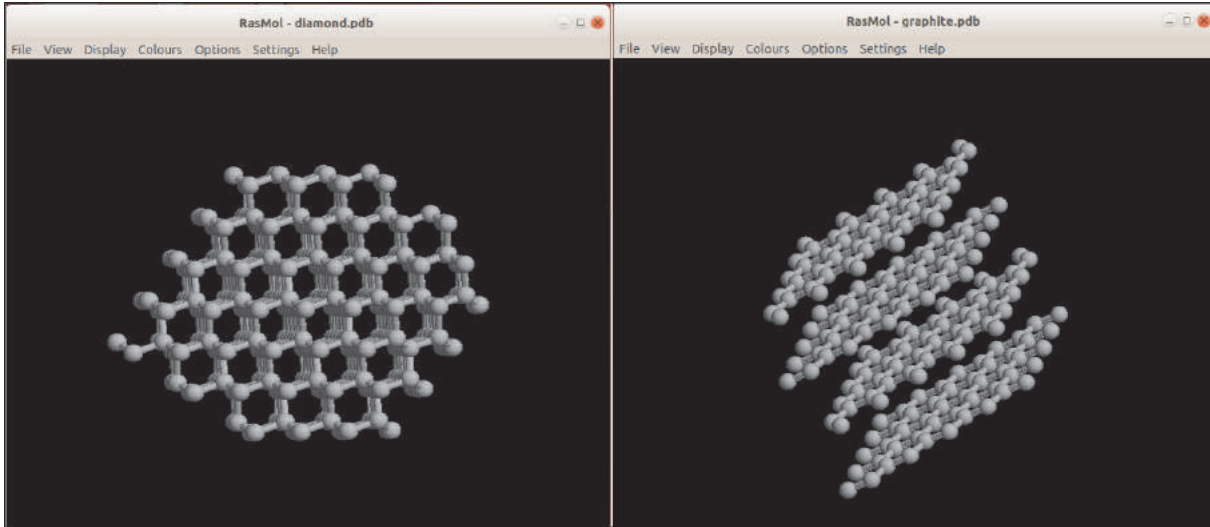 RasMol - diamond.pdb
File View Display Colours Options Settings Help
RasMol - graphite.pdb
File View Display Colours Options Settings Help